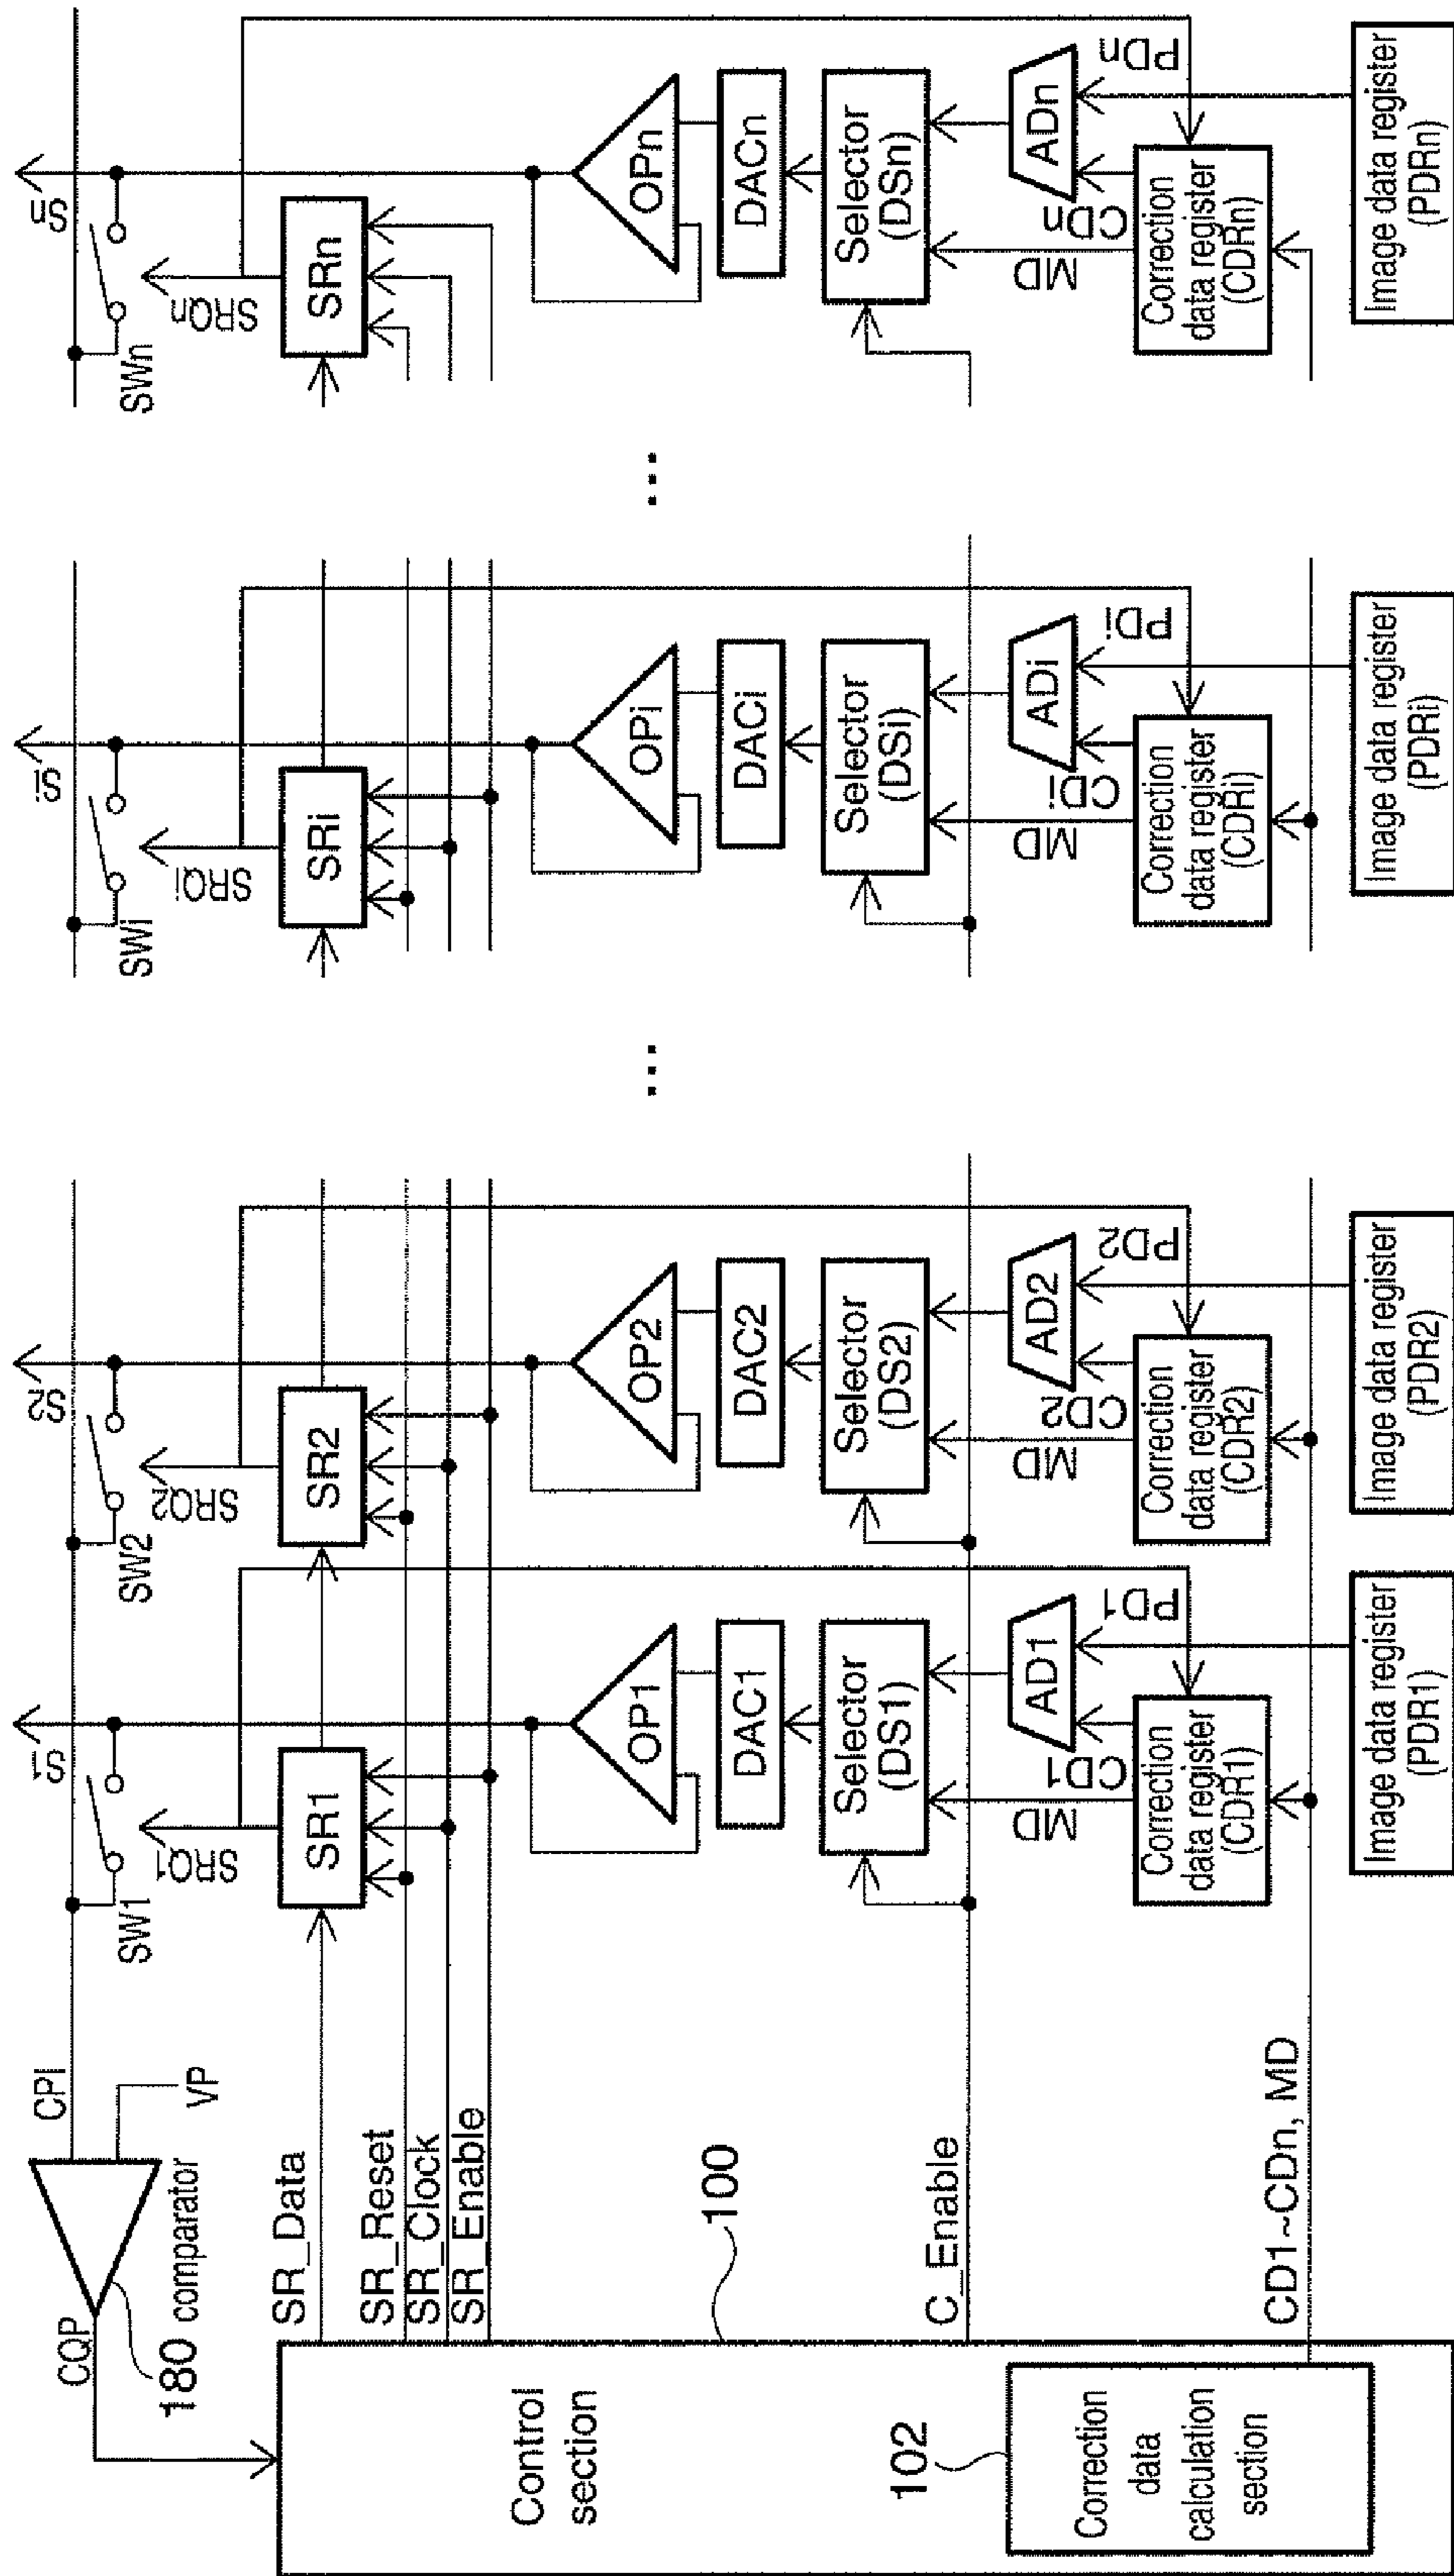 CQP
180 comparator
CPI
VP
SR_Data
SR_Reset
SR_Clock
SR_Enable
100
Control
section
C_Enable
102
Correction
data
calculation
section
CD1~CDn, MD
S1
SW1
SRQ1
SR1
OP1
DAC1
Selector
(DS1)
MD
CD1
AD1
PD1
Correction
data register
(CDR1)
Image data register
(PDR1)
S2
SW2
SRQ2
SR2
OP2
DAC2
Selector
(DS2)
MD
CD2
AD2
PD2
Correction
data register
(CDR2)
Image data register
(PDR2)
...
Si
SWi
SRQi
SRi
OPi
DACi
Selector
(DSi)
MD
CDi
ADi
PDi
Correction
data register
(CDRi)
Image data register
(PDRi)
...
Sn
SWn
SRQn
SRn
OPn
DACn
Selector
(DSn)
MD
CDn
ADn
PDn
Correction
data register
(CDRn)
Image data register
(PDRn)